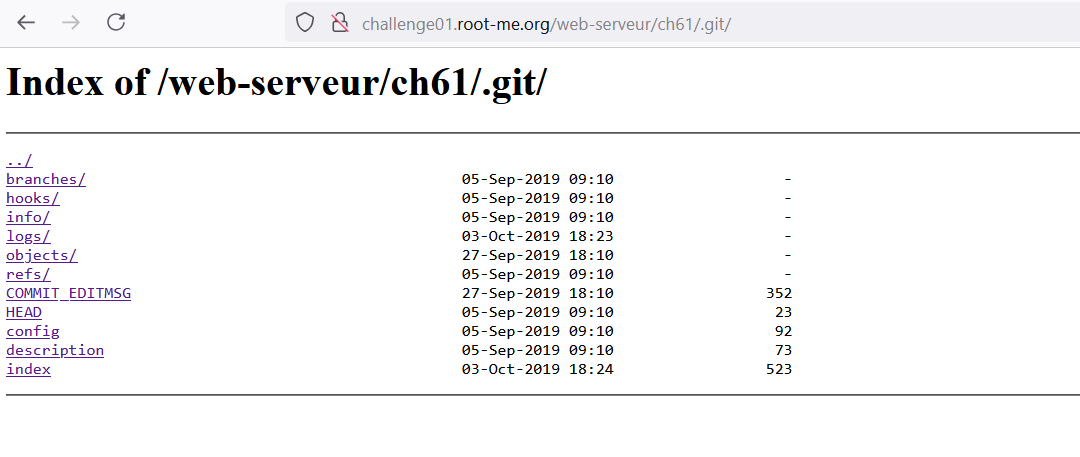 challenge01.root-me.org/web-serveur/ch61/.git/
Index of /web-serveur/ch61/.git/
../
branches/ 05-Sep-2019 09:10 -
hooks/ 05-Sep-2019 09:10 -
info/ 05-Sep-2019 09:10 -
logs/ 03-Oct-2019 18:23 -
objects/ 27-Sep-2019 18:10 -
refs/ 05-Sep-2019 09:10 -
COMMIT_EDITMSG 27-Sep-2019 18:10 352
HEAD 05-Sep-2019 09:10 23
config 05-Sep-2019 09:10 92
description 05-Sep-2019 09:10 73
index 03-Oct-2019 18:24 523